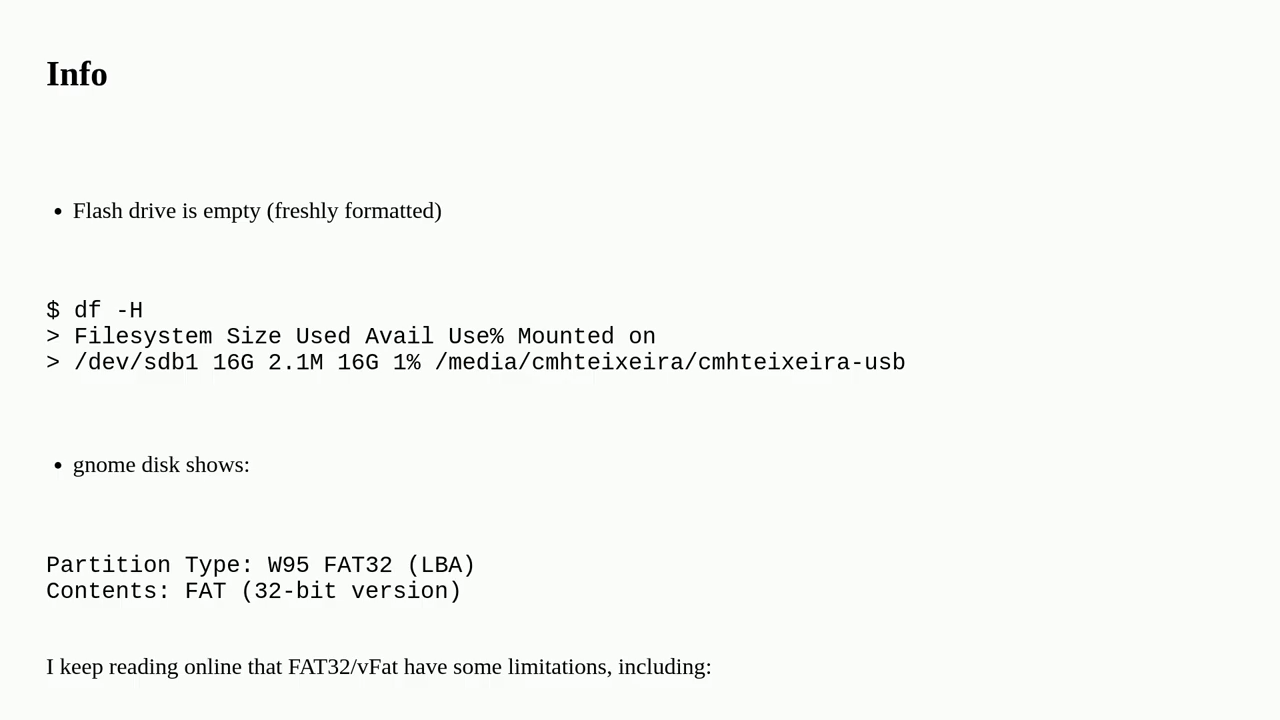 Info
• Flash drive is empty (freshly formatted)
$ df -H
> Filesystem Size Used Avail Use% Mounted on
> /dev/sdb1 16G 2.1M 16G 1% /media/cmhteixeira/cmhteixeira-usb
• gnome disk shows:
Partition Type: W95 FAT32 (LBA)
Contents: FAT (32-bit version)
I keep reading online that FAT32/vFat have some limitations, including: